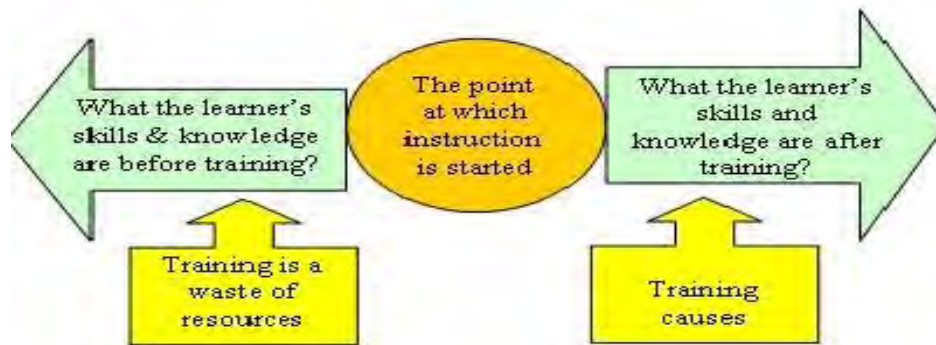 What the learner's
skills & knowledge
are before training?
The point
at which
instruction
is started
What the learner's
skills and
knowledge are after
training?
Training is a
waste of
resources
Training
causes